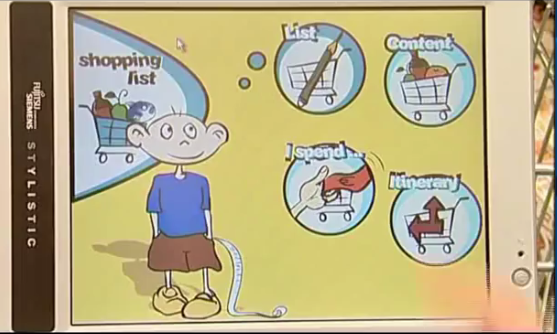 shopping
list
List
Content
I spend...
Itinerary
FUJITSU
SIEMENS
STYLISTIC